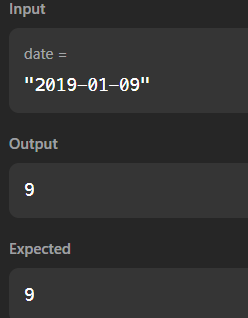 Input
date =
"2019-01-09"
Output
9
Expected
9